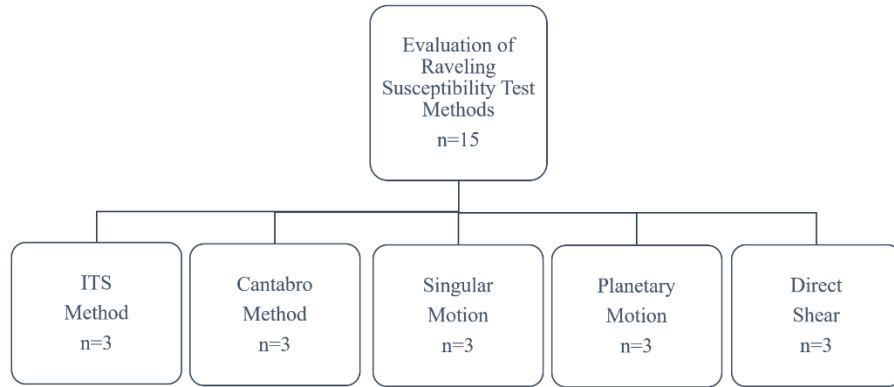 Evaluation of
Raveling
Susceptibility Test
Methods
n=15
ITS
Method
n=3
Cantabro
Method
n=3
Singular
Motion
n=3
Planetary
Motion
n=3
Direct
Shear
n=3